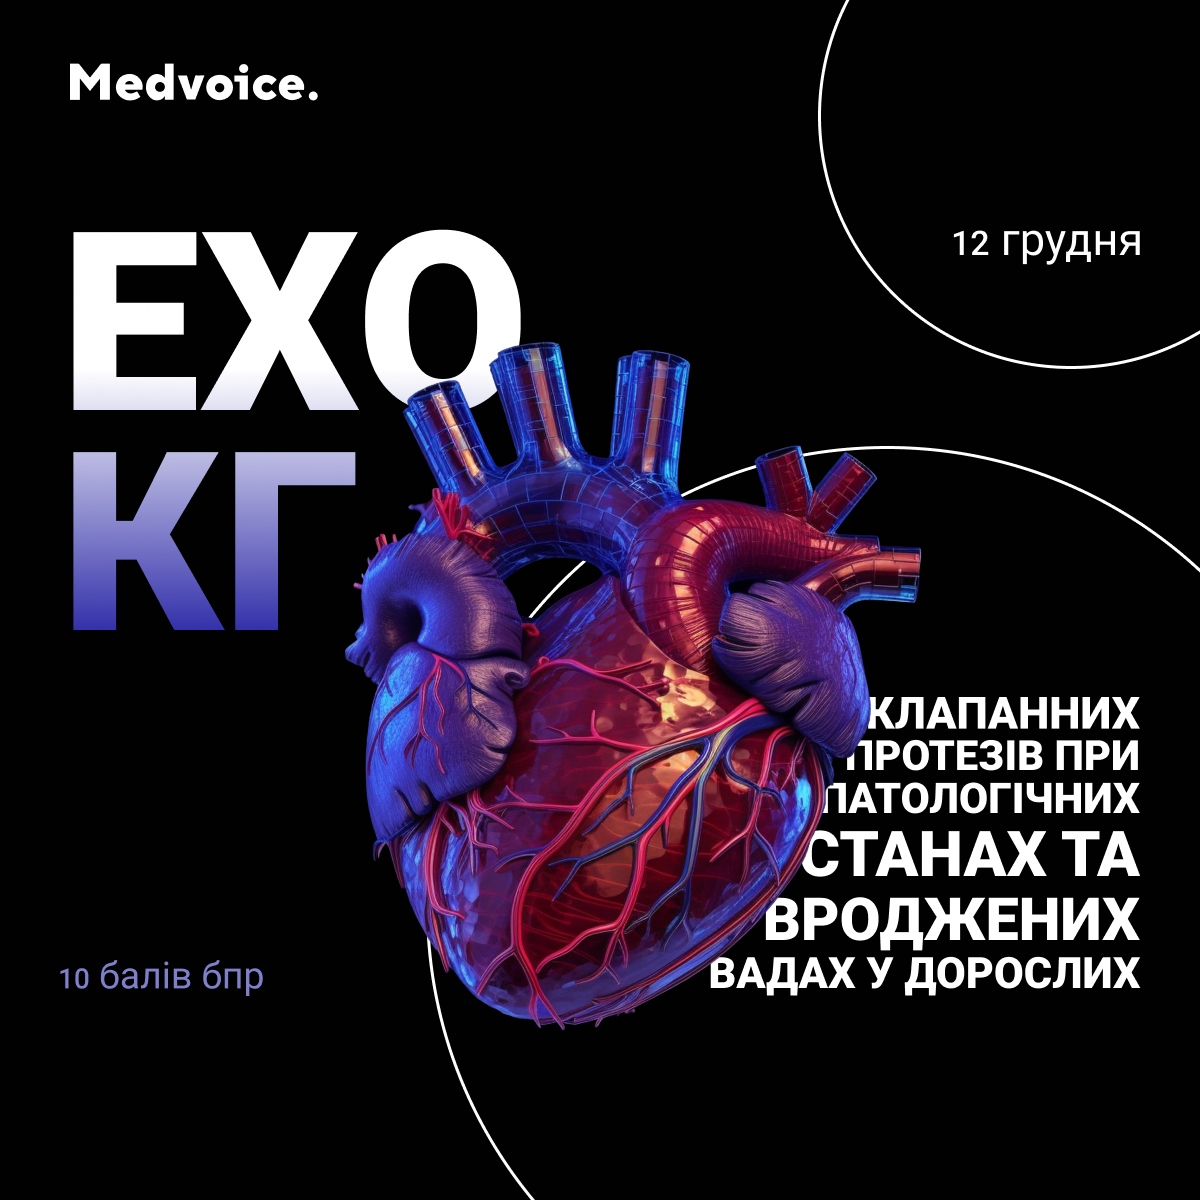 Medvoice.
12 грудня
ЕХО
КГ
КЛАПАННИХ
ПРОТЕЗІВ ПРИ
ПАТОЛОГІЧНИХ
СТАНАХ ТА
ВРОДЖЕНИХ
ВАДАХ У ДОРОСЛИХ
10 балів бпр